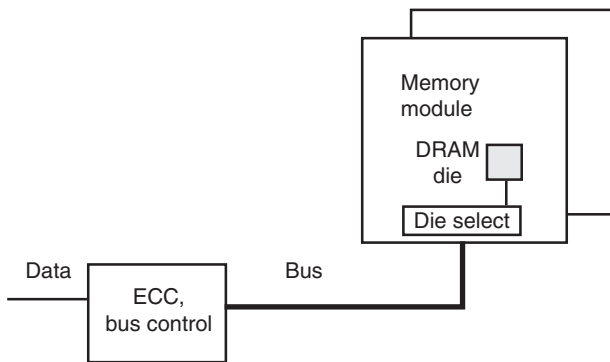 Memory
module
DRAM
die
Die select
Data
Bus
ECC,
bus control